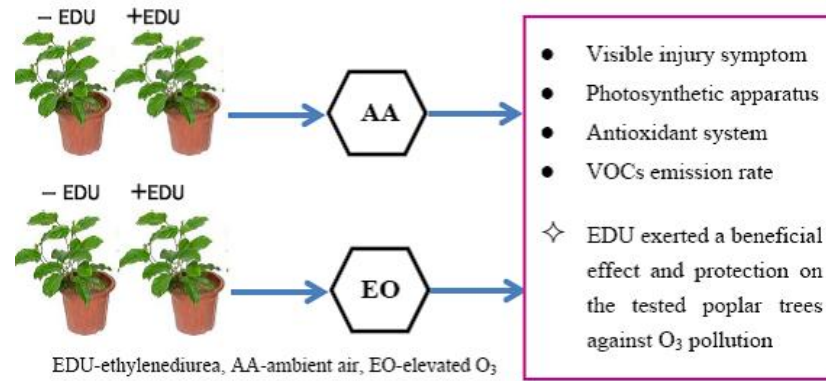 – EDU +EDU
AA
– EDU +EDU
EO
EDU-ethylenediurea, AA-ambient air, EO-elevated O₃
● Visible injury symptom
● Photosynthetic apparatus
● Antioxidant system
● VOCs emission rate
✧ EDU exerted a beneficial
effect and protection on
the tested poplar trees
against O₃ pollution